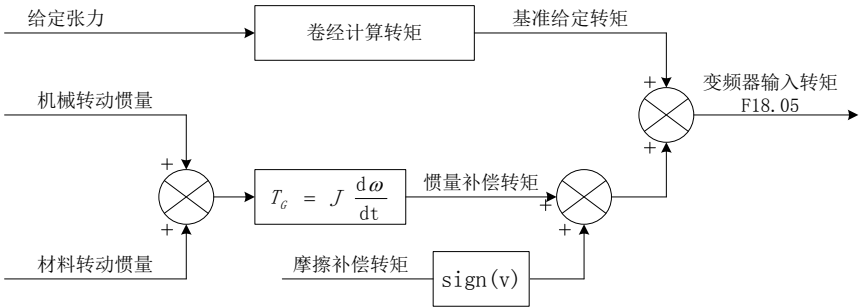 给定张力
卷经计算转矩
基准给定转矩
+
变频器输入转矩
F18.05
机械转动惯量
+
+
+
T_G = J dω/dt
惯量补偿转矩
+
+
+
材料转动惯量
摩擦补偿转矩
sign(v)